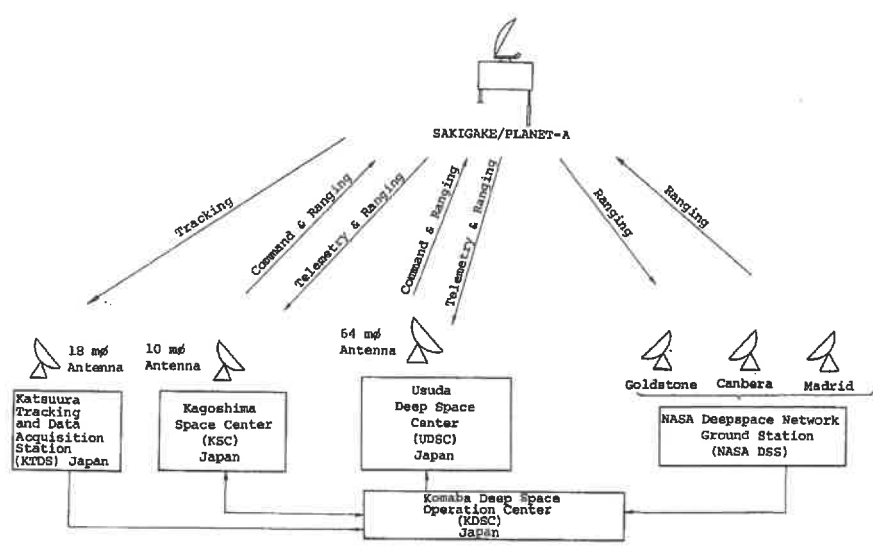 SAKIGAKE/PLANET-A
Tracking
Command & Ranging
Telemetry & Ranging
Command & Ranging
Telemetry & Ranging
Ranging
Ranging
18 mø
Antenna
10 mø
Antenna
64 mø
Antenna
Goldstone
Canbera
Madrid
Katsuura
Tracking
and Data
Acquisition
Station
(KTDS) Japan
Kagoshima
Space Center
(KSC)
Japan
Usuda
Deep Space
Center
(UDSC)
Japan
NASA Deepspace Network
Ground Station
(NASA DSS)
Komaba Deep Space
Operation Center
(KDSC)
Japan